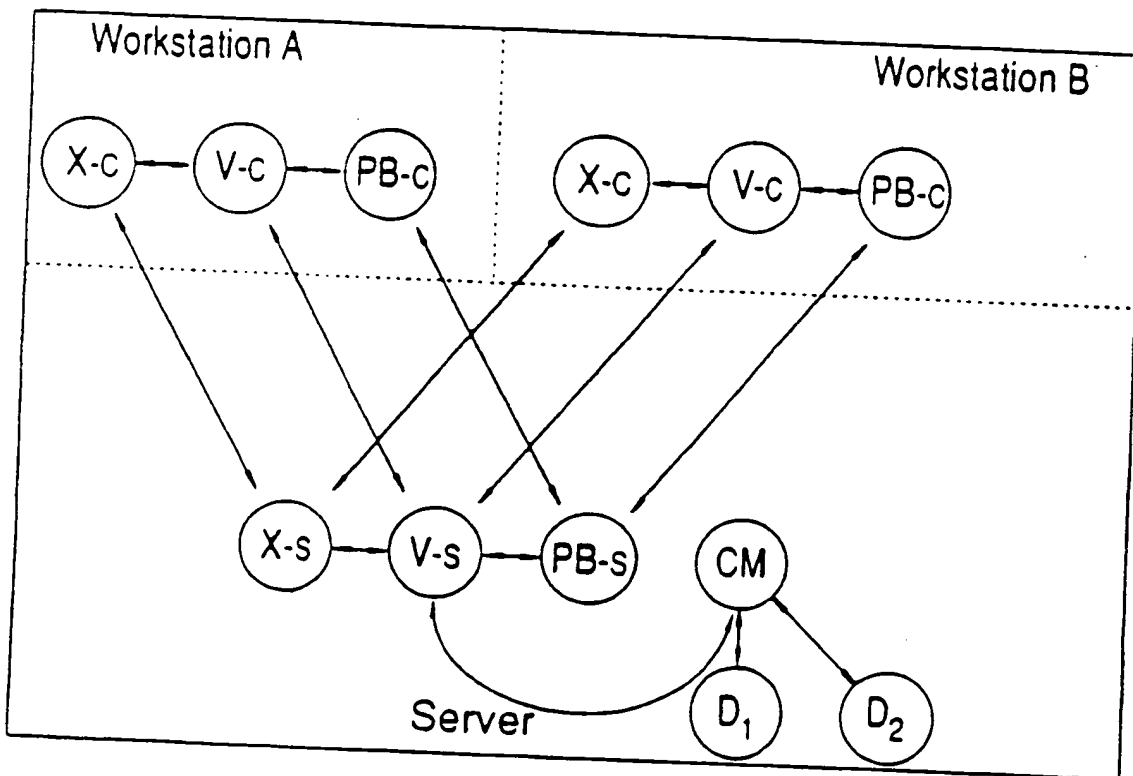 Workstation A
Workstation B
X-c
V-c
PB-c
X-c
V-c
PB-c
X-s
V-s
PB-s
CM
Server
D1
D2